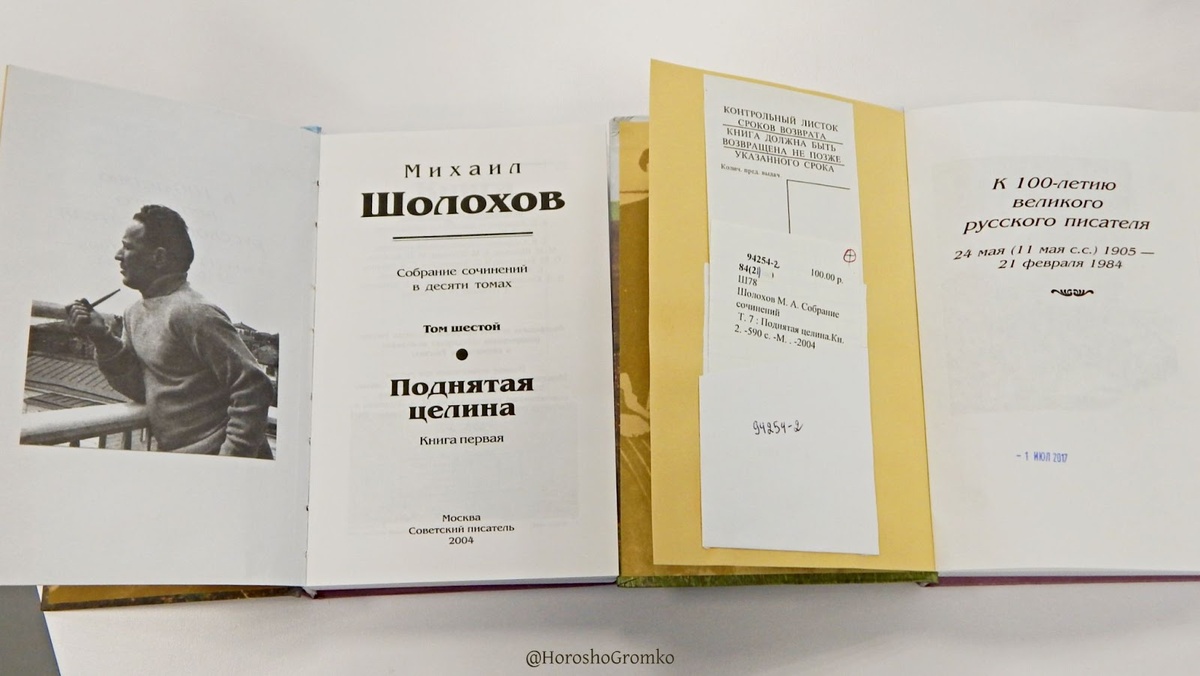 Михаил
Шолохов
Собрание сочинений
в десяти томах
Том шестой
Поднятая
целина
Книга первая
Москва
Советский писатель
2004
КОНТРОЛЬНЫЙ ЛИСТОК
СРОКОВ ВОЗВРАТА
КНИГА ДОЛЖНА БЫТЬ
ВОЗВРАЩЕНА НЕ ПОЗЖЕ
УКАЗАННОГО СРОКА
Колич. пред. выдач
94254-2
84(2)
100.00 р.
Ш78
Шолохов М. А. Собрание
сочинений
Т. 7 : Поднятая целина.Кн.
2. -590 с. -М. . -2004
94254-2
К 100-летию
великого
русского писателя
24 мая (11 мая с.с.) 1905 —
21 февраля 1984
- 1 ИЮЛ 2017
@HoroshoGromko